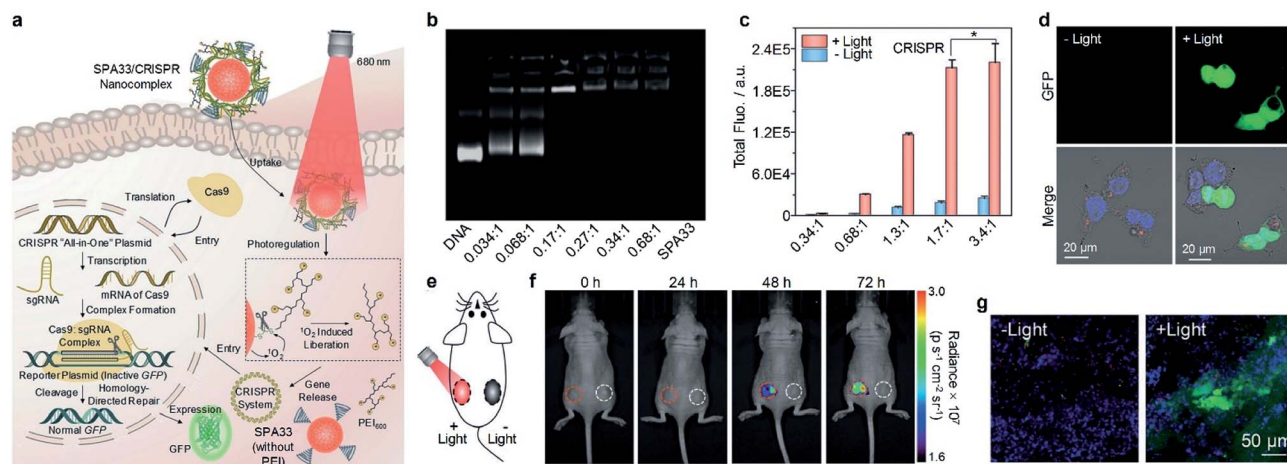 a
SPA33/CRISPR
Nanocomplex
680 nm
Uptake
Translation
Cas9
Entry
CRISPR "All-in-One" Plasmid
Transcription
sgRNA
mRNA of Cas9
Complex Formation
Cas9: sgRNA
Complex
Reporter Plasmid (Inactive GFP)
Cleavage
Homology-
Directed Repair
Normal GFP
Expression
GFP
Photoregulation
¹O₂
¹O₂ Induced
Liberation
Entry
CRISPR
System
Gene
Release
SPA33
(without
PEI)
PEI₆₀₀
b
DNA
0.034:1
0.068:1
0.17:1
0.27:1
0.34:1
0.68:1
SPA33
c
+ Light
- Light
CRISPR
*
Total Fluo. / a.u.
2.4E5
1.2E5
6.0E4
0.0
0.34:1
0.68:1
1.3:1
1.7:1
3.4:1
d
- Light
+ Light
GFP
Merge
20 µm
20 µm
e
+
Light
-
Light
f
0 h
24 h
48 h
72 h
3.0
1.6
Radiance × 10⁷
(p s⁻¹ cm⁻² sr⁻¹)
g
-Light
+Light
50 µm